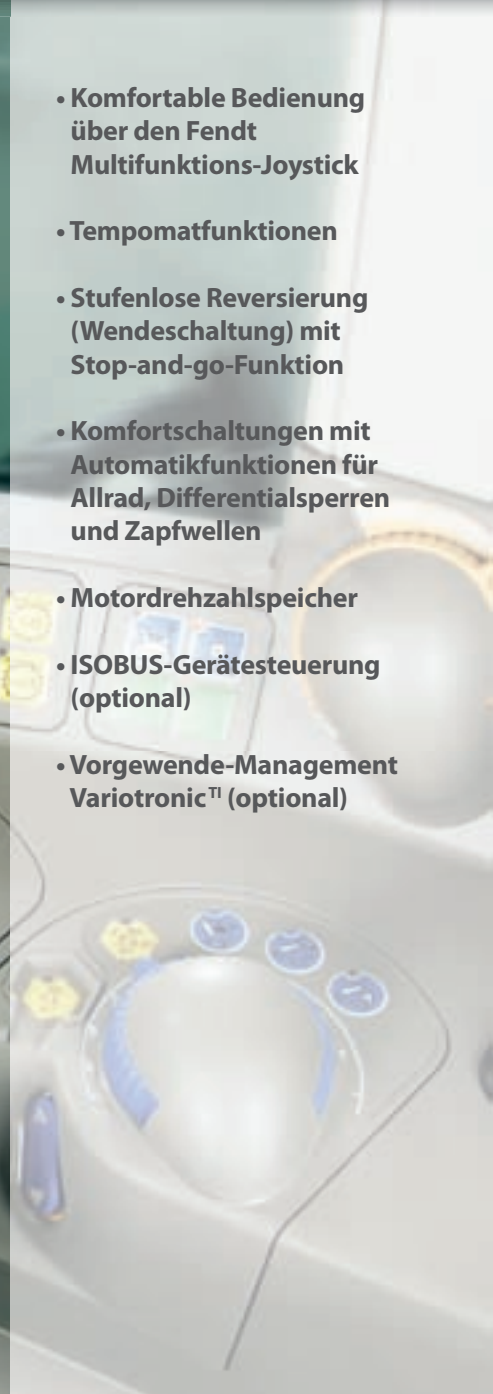 • Komfortable Bedienung
über den Fendt
Multifunktions-Joystick
• Tempomatfunktionen
• Stufenlose Reversierung
(Wendeschaltung) mit
Stop-and-go-Funktion
• Komfortschaltungen mit
Automatikfunktionen für
Allrad, Differentialsperren
und Zapfwellen
• Motordrehzahlspeicher
• ISOBUS-Gerätesteuerung
(optional)
• Vorgewende-Management
Variotronicᵀᴵ (optional)